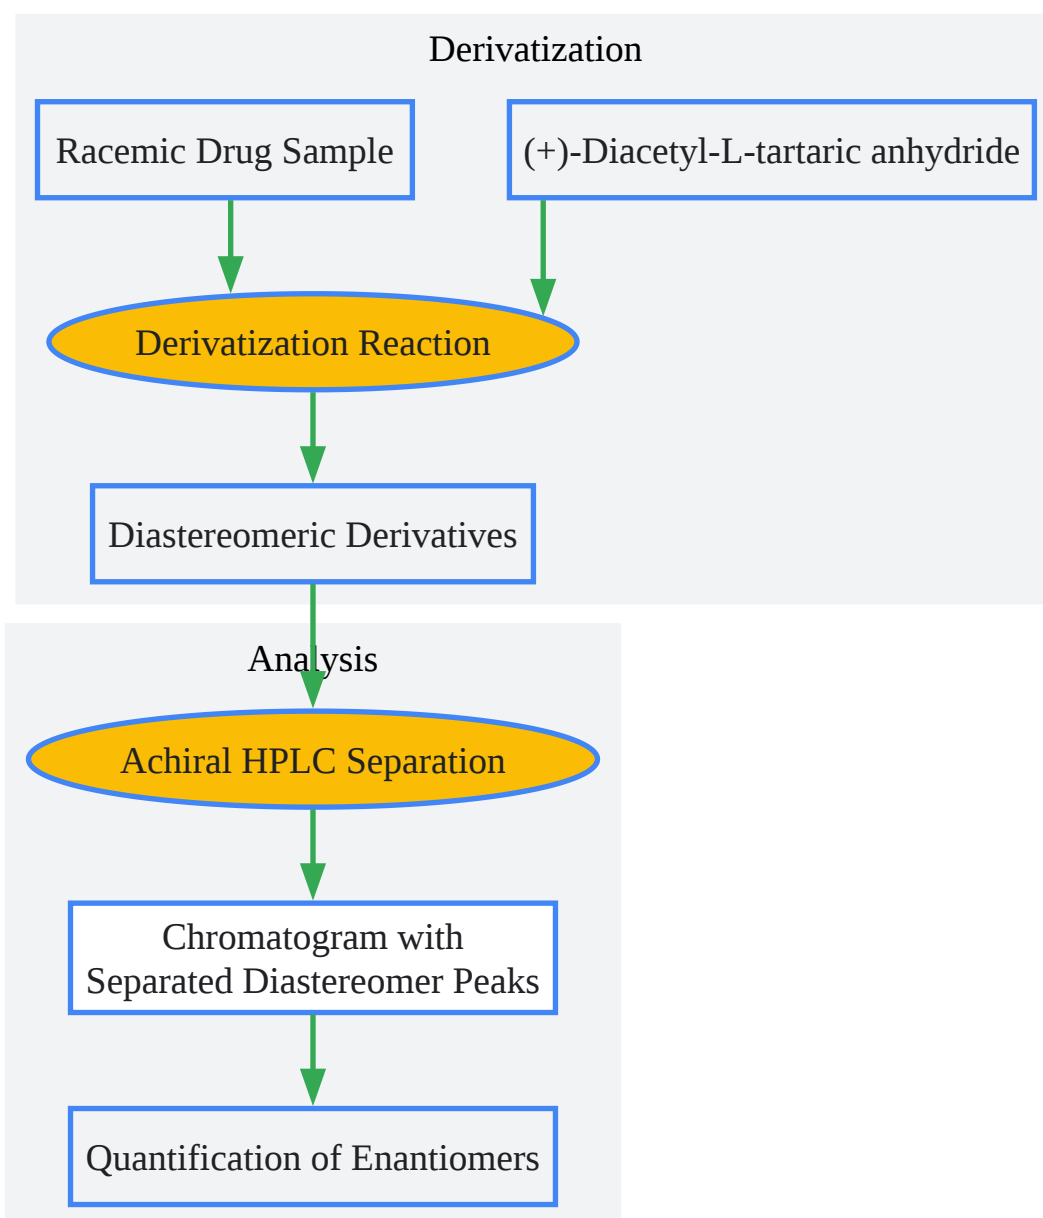 Derivatization
Racemic Drug Sample
(+)-Diacetyl-L-tartaric anhydride
Derivatization Reaction
Diastereomeric Derivatives
Analysis
Achiral HPLC Separation
Chromatogram with
Separated Diastereomer Peaks
Quantification of Enantiomers